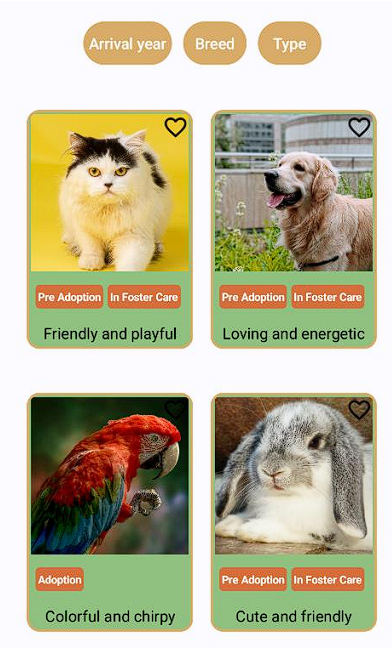 Arrival year Breed Type
Pre Adoption In Foster Care
Friendly and playful
Pre Adoption In Foster Care
Loving and energetic
Adoption
Colorful and chirpy
Pre Adoption In Foster Care
Cute and friendly